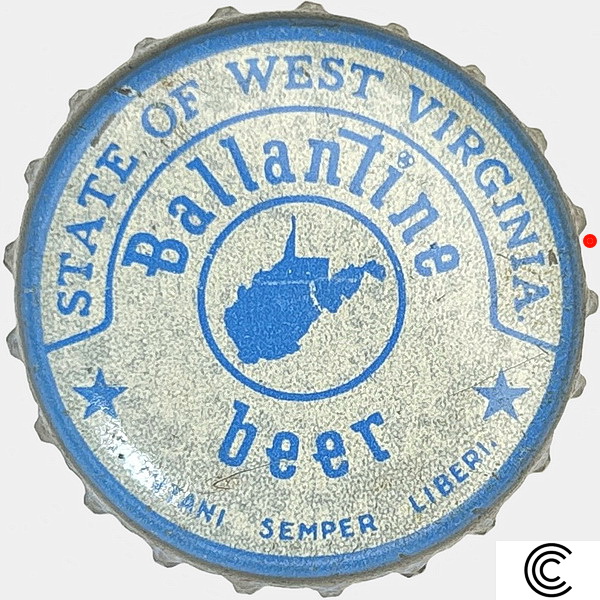 STATE OF WEST VIRGINIA.
Ballantine®
beer
SEMPER LIBERI